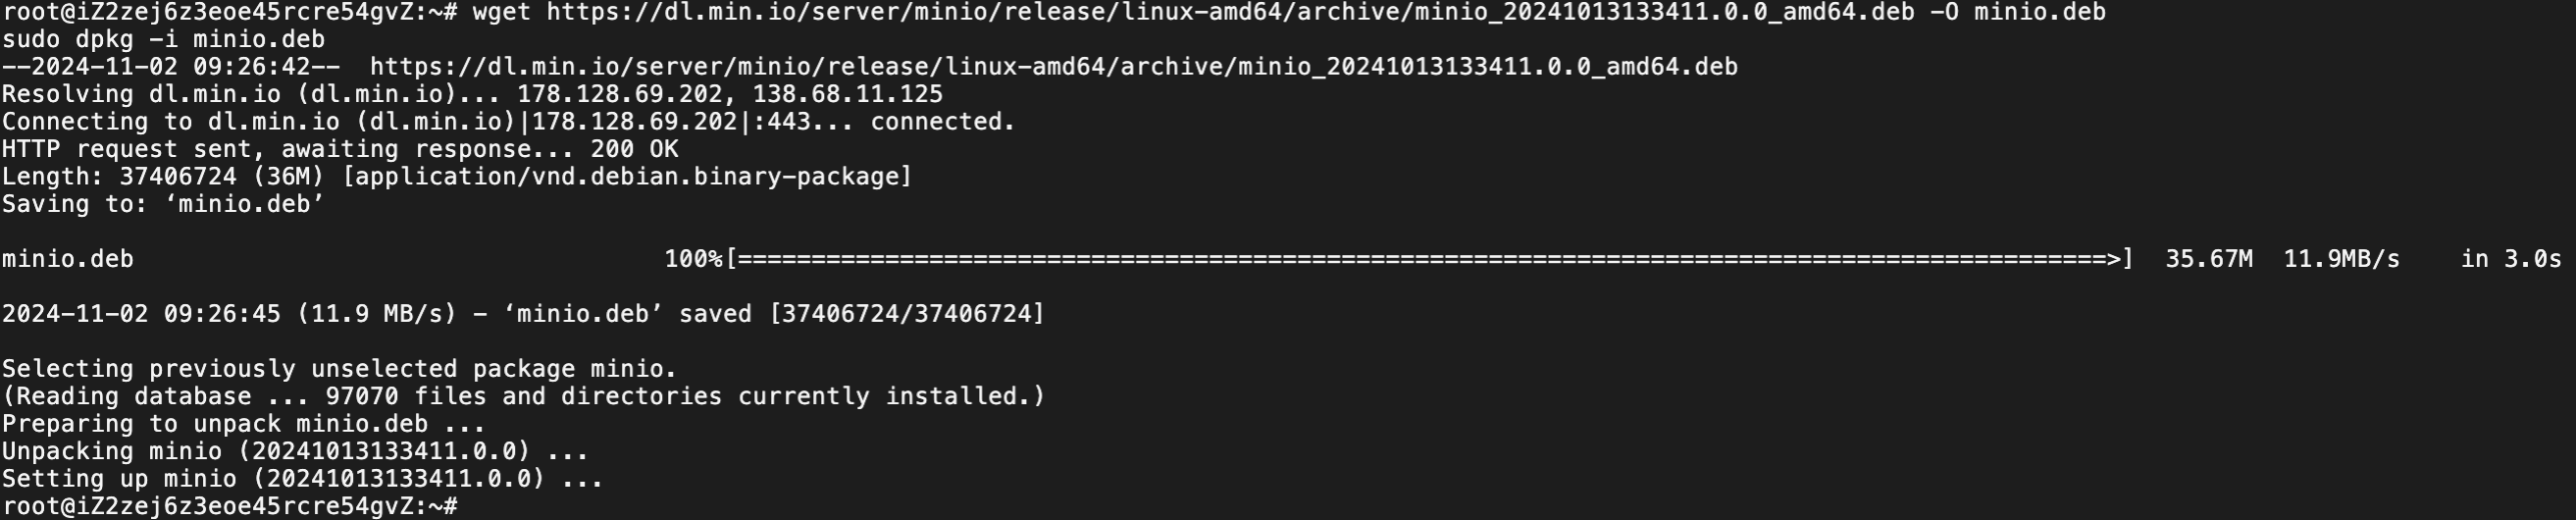 root@iZ2zej6z3eoe45rcre54gvZ:~# wget https://dl.min.io/server/minio/release/linux-amd64/archive/minio_20241013133411.0.0_amd64.deb -O minio.deb
sudo dpkg -i minio.deb
--2024-11-02 09:26:42--  https://dl.min.io/server/minio/release/linux-amd64/archive/minio_20241013133411.0.0_amd64.deb
Resolving dl.min.io (dl.min.io)... 178.128.69.202, 138.68.11.125
Connecting to dl.min.io (dl.min.io)|178.128.69.202|:443... connected.
HTTP request sent, awaiting response... 200 OK
Length: 37406724 (36M) [application/vnd.debian.binary-package]
Saving to: ‘minio.deb’
minio.deb 100%[=============================================================================================>] 35.67M 11.9MB/s in 3.0s
2024-11-02 09:26:45 (11.9 MB/s) - ‘minio.deb’ saved [37406724/37406724]
Selecting previously unselected package minio.
(Reading database ... 97070 files and directories currently installed.)
Preparing to unpack minio.deb ...
Unpacking minio (20241013133411.0.0) ...
Setting up minio (20241013133411.0.0) ...
root@iZ2zej6z3eoe45rcre54gvZ:~#